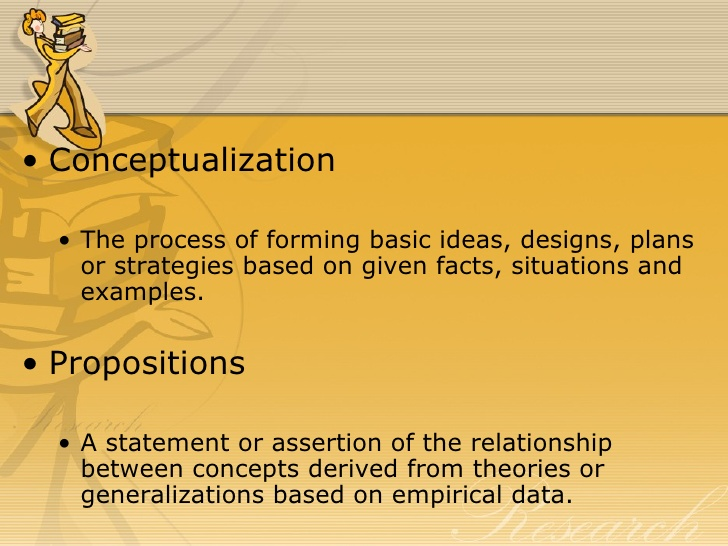 • Conceptualization
• The process of forming basic ideas, designs, plans
or strategies based on given facts, situations and
examples.
• Propositions
Research
• A statement or assertion of the relationship
between concepts derived from theories or
generalizations based on empirical data.
Research